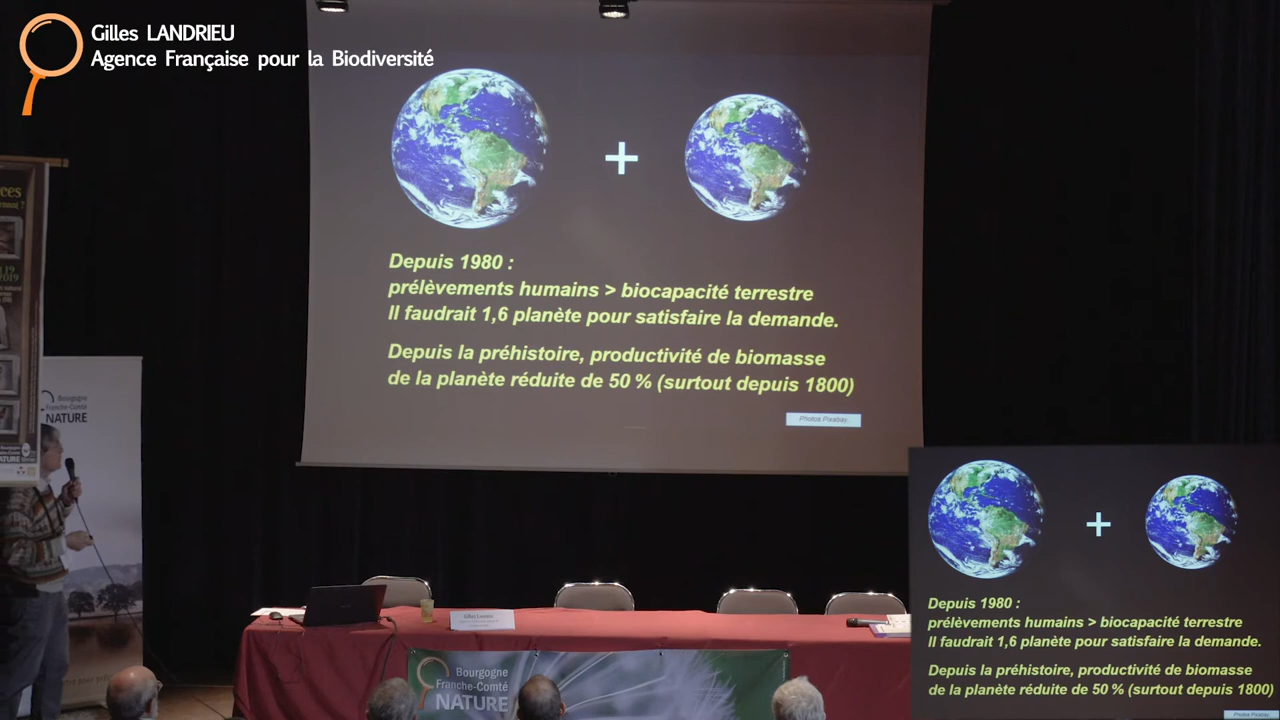 Gilles LANDRIEU
Agence Française pour la Biodiversité
+
Depuis 1980 :
prélèvements humains > biocapacité terrestre
Il faudrait 1,6 planète pour satisfaire la demande.
Depuis la préhistoire, productivité de biomasse
de la planète réduite de 50 % (surtout depuis 1800)
Photos Pixabay
Bourgogne
Franche-Comté
NATURE
Bourgogne
Franche-Comté
NATURE
+
Depuis 1980 :
prélèvements humains > biocapacité terrestre
Il faudrait 1,6 planète pour satisfaire la demande.
Depuis la préhistoire, productivité de biomasse
de la planète réduite de 50 % (surtout depuis 1800)
Photos Pixabay